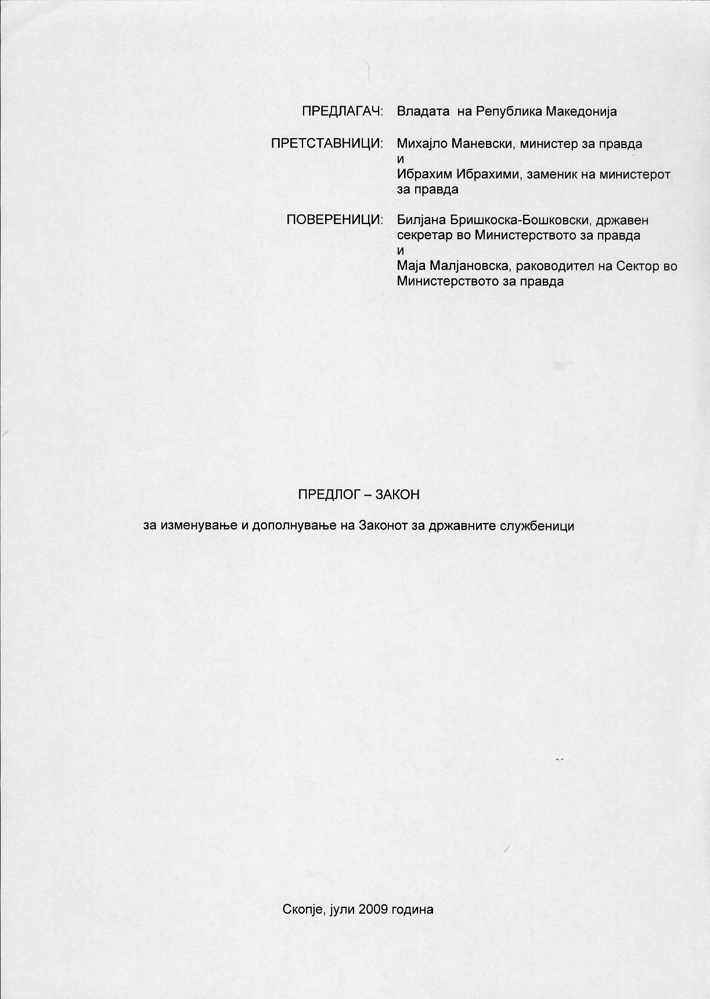 ПРЕДЛАГАЧ: Владата на Република Македонија
ПРЕТСТАВНИЦИ: Михајло Маневски, министер за правда
и
Ибрахим Ибрахими, заменик на министерот
за правда
ПОВЕРЕНИЦИ: Билјана Бришкоска-Бошковски, државен
секретар во Министерството за правда
и
Маја Малјановска, раководител на Сектор во
Министерството за правда
ПРЕДЛОГ – ЗАКОН
за изменување и дополнување на Законот за државните службеници
Скопје, јули 2009 година